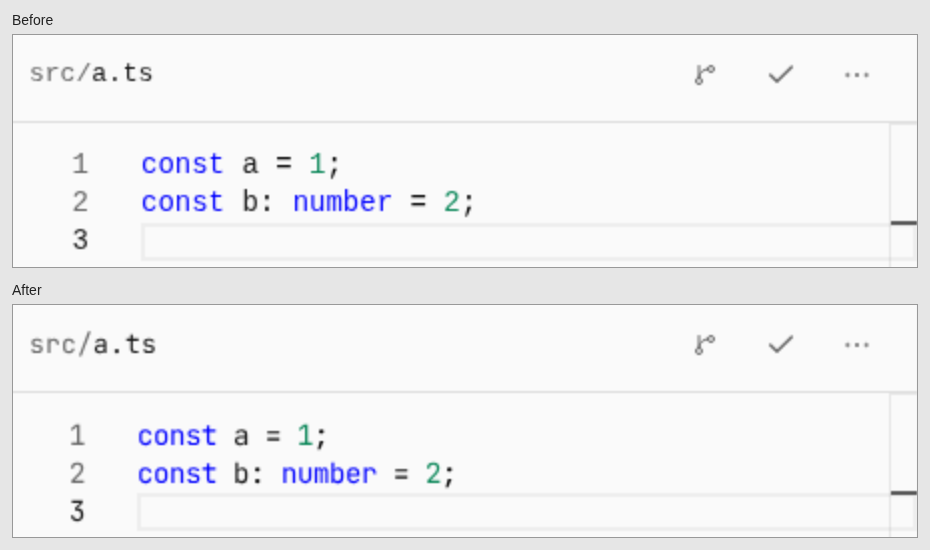 Before
src/a.ts
1 const a = 1;
2 const b: number = 2;
3
After
src/a.ts
1 const a = 1;
2 const b: number = 2;
3